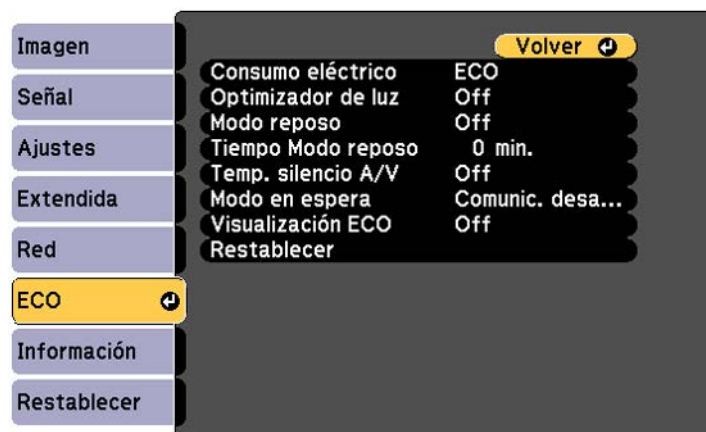 Imagen
Señal
Ajustes
Extendida
Red
ECO
Información
Restablecer
Volver
Consumo eléctrico ECO
Optimizador de luz Off
Modo reposo Off
Tiempo Modo reposo 0 min.
Temp. silencio A/V Off
Modo en espera Comunic. desa...
Visualización ECO Off
Restablecer